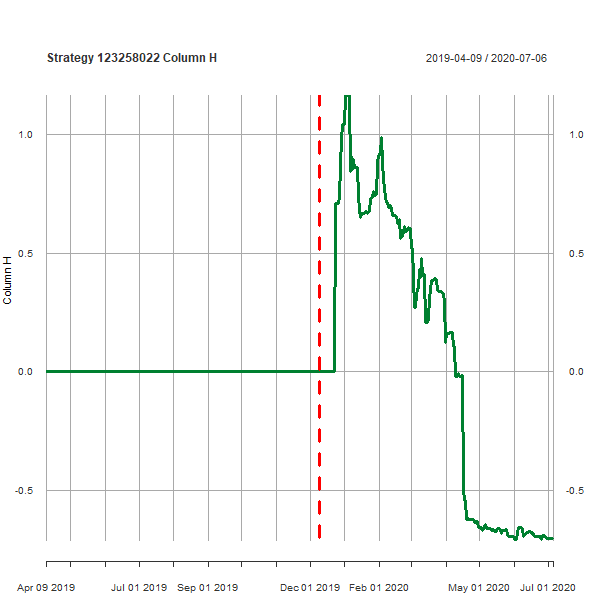 Strategy 123258022 Column H
2019-04-09 / 2020-07-06
1.0 1.0
0.5 0.5
Column H
0.0 0.0
-0.5 -0.5
Apr 09 2019 Jul 01 2019 Sep 01 2019 Dec 01 2019 Feb 01 2020 May 01 2020 Jul 01 2020